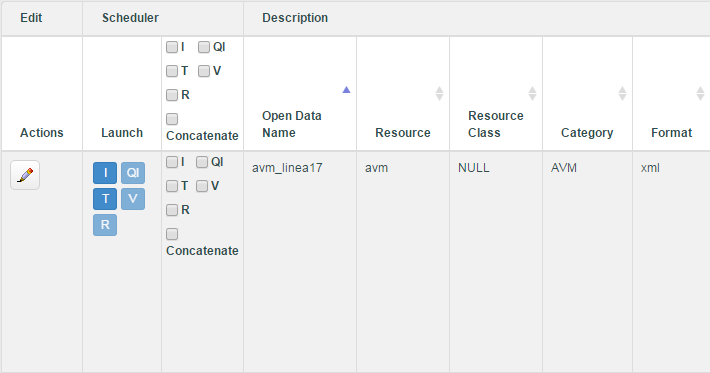 Edit Scheduler Description
I QI
T V
R
Actions Launch Concatenate Open Data Name Resource Resource Class Category Format
I QI I QI avm_linea17 avm NULL AVM xml
T V T V
R R
Concatenate